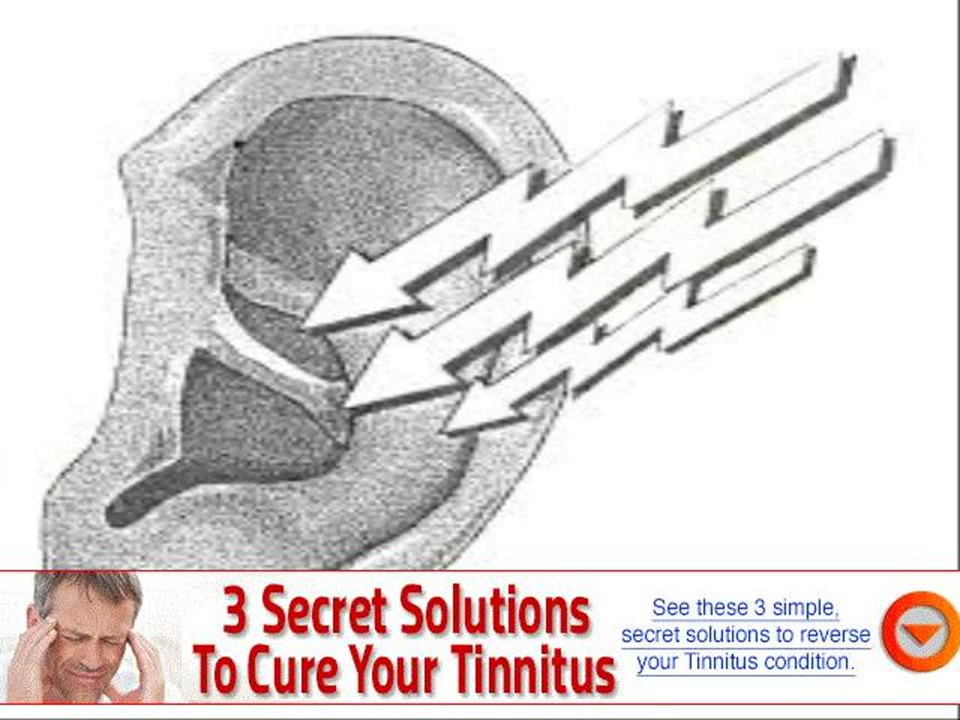 3 Secret Solutions
To Cure Your Tinnitus
See these 3 simple,
secret solutions to reverse
your Tinnitus condition.